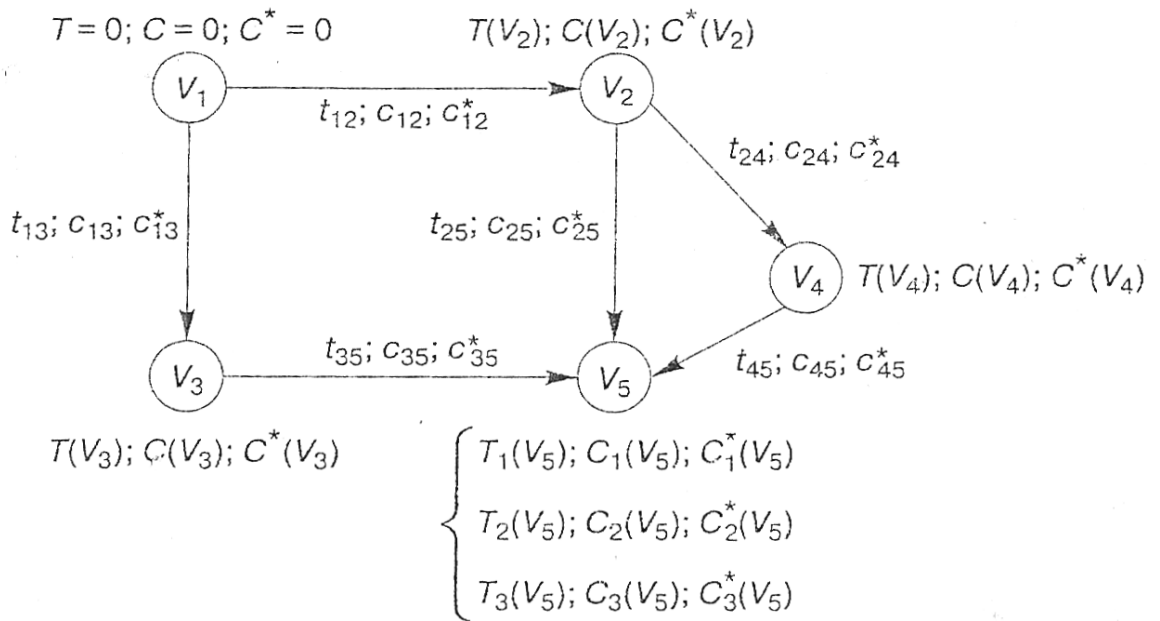 T = 0; C = 0; C* = 0
T(V₂); C(V₂); C*(V₂)
V₁
V₂
t₁₂; c₁₂; c*₁₂
t₂₄; c₂₄; c*₂₄
t₁₃; c₁₃; c*₁₃
t₂₅; c₂₅; c*₂₅
V₄
T(V₄); C(V₄); C*(V₄)
t₃₅; c₃₅; c*₃₅
t₄₅; c₄₅; c*₄₅
V₃
V₅
T(V₃); C(V₃); C*(V₃)
T₁(V₅); C₁(V₅); C*₁(V₅)
T₂(V₅); C₂(V₅); C*₂(V₅)
T₃(V₅); C₃(V₅); C*₃(V₅)